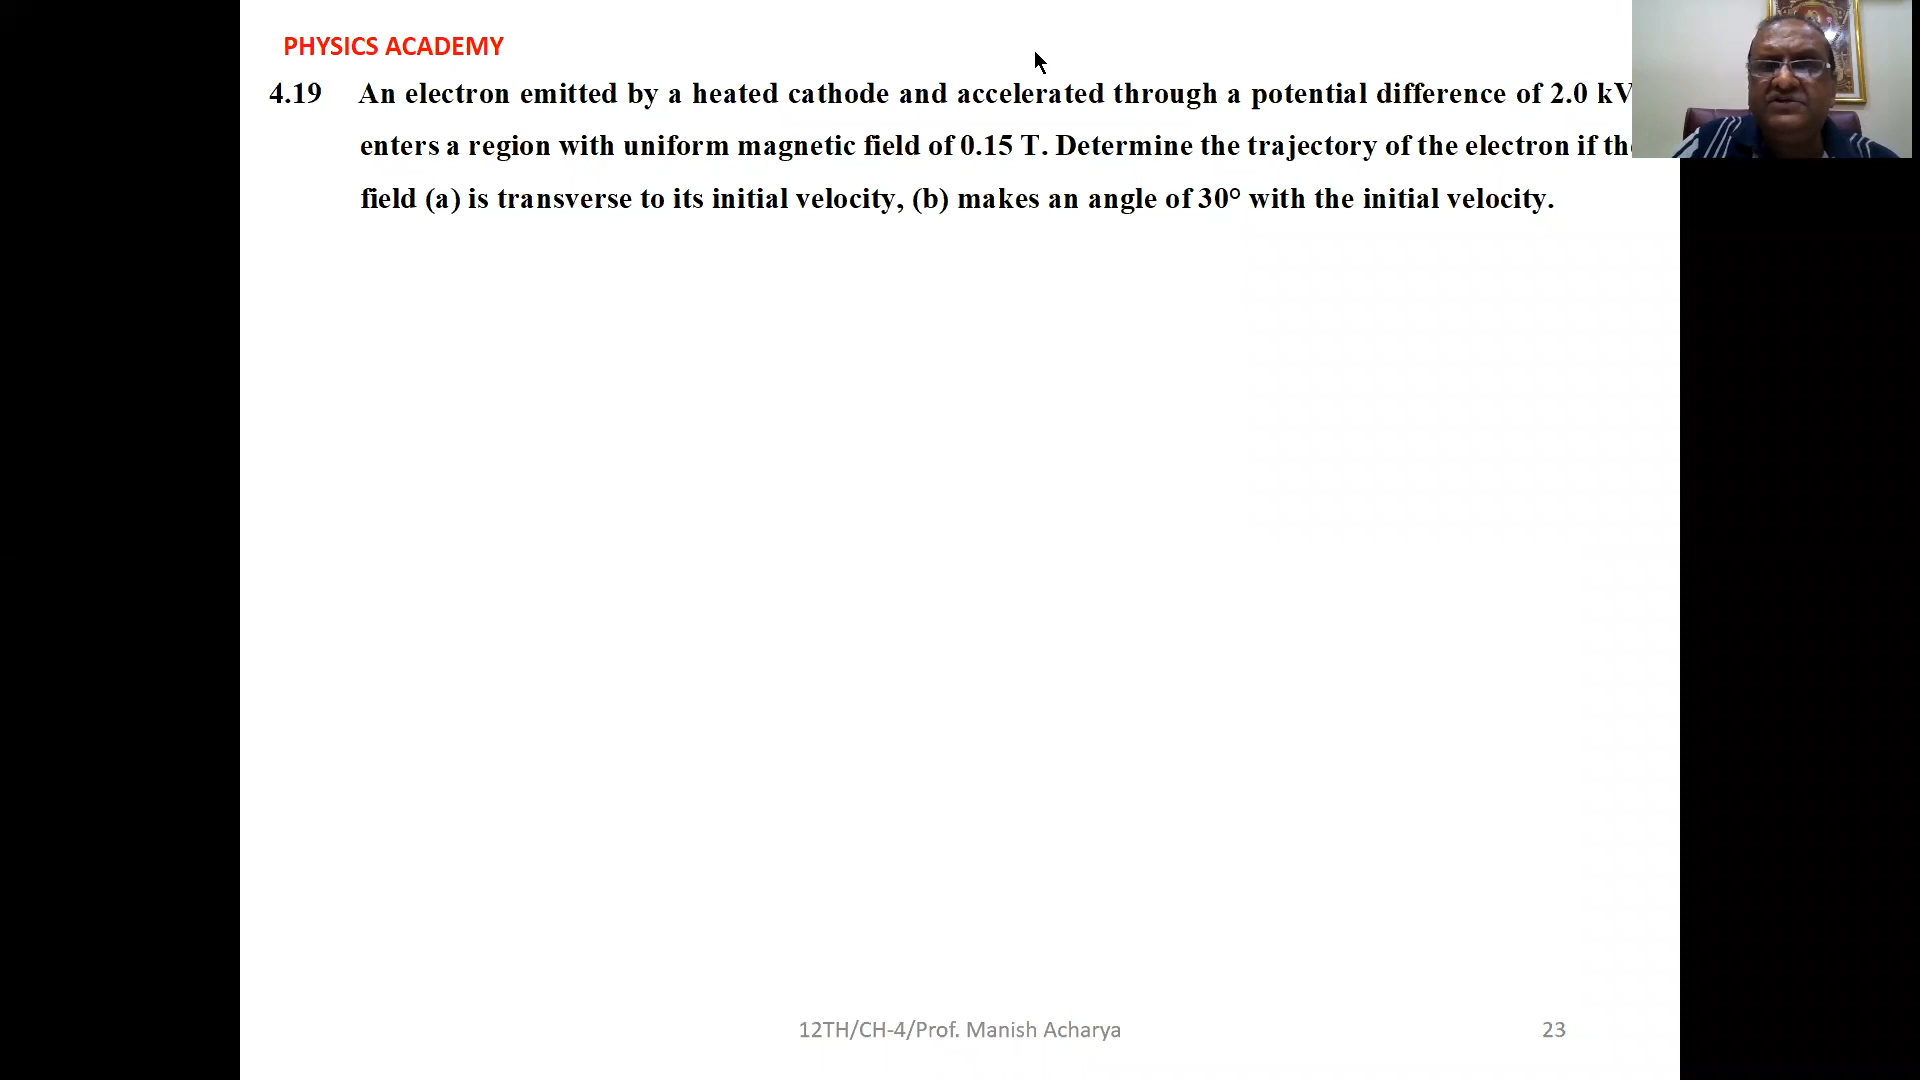 PHYSICS ACADEMY
4.19 An electron emitted by a heated cathode and accelerated through a potential difference of 2.0 kV
enters a region with uniform magnetic field of 0.15 T. Determine the trajectory of the electron if the
field (a) is transverse to its initial velocity, (b) makes an angle of 30° with the initial velocity.
12TH/CH-4/Prof. Manish Acharya
23